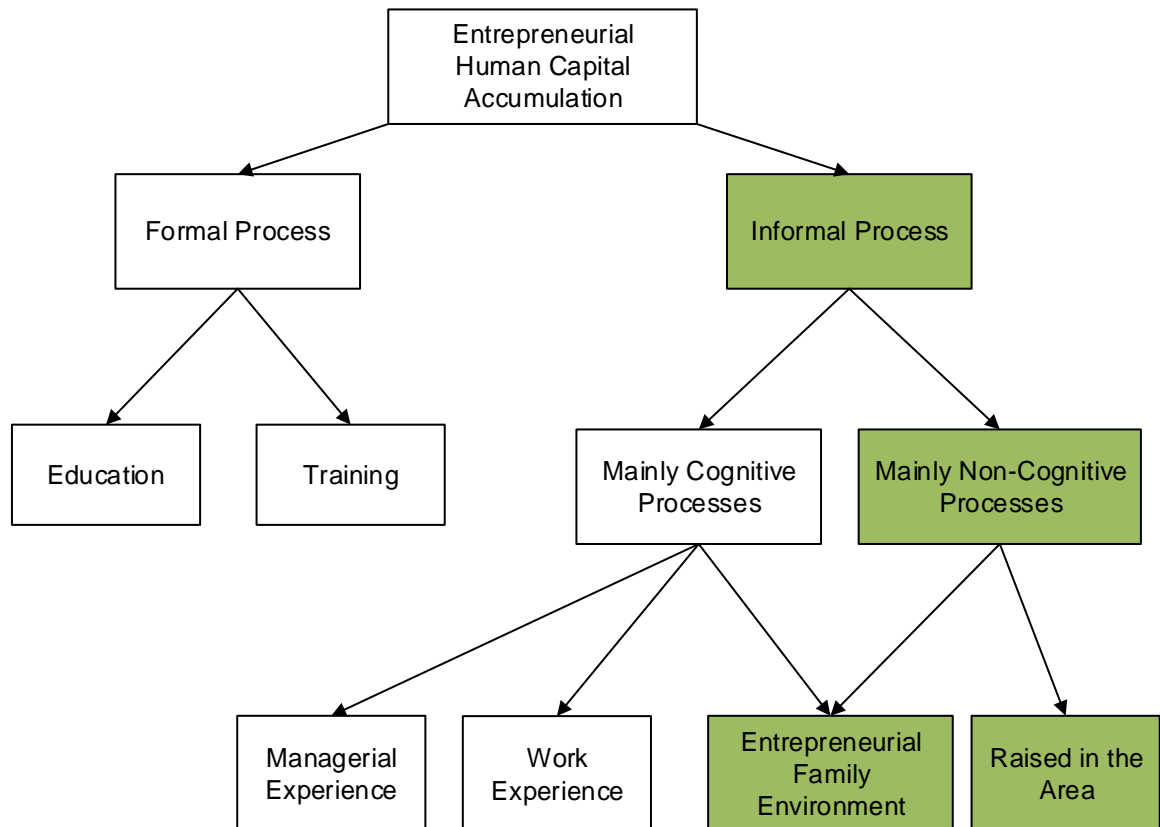 Entrepreneurial
Human Capital
Accumulation
Formal Process
Informal Process
Education
Training
Mainly Cognitive
Processes
Mainly Non-Cognitive
Processes
Managerial
Experience
Work
Experience
Entrepreneurial
Family
Environment
Raised in the
Area